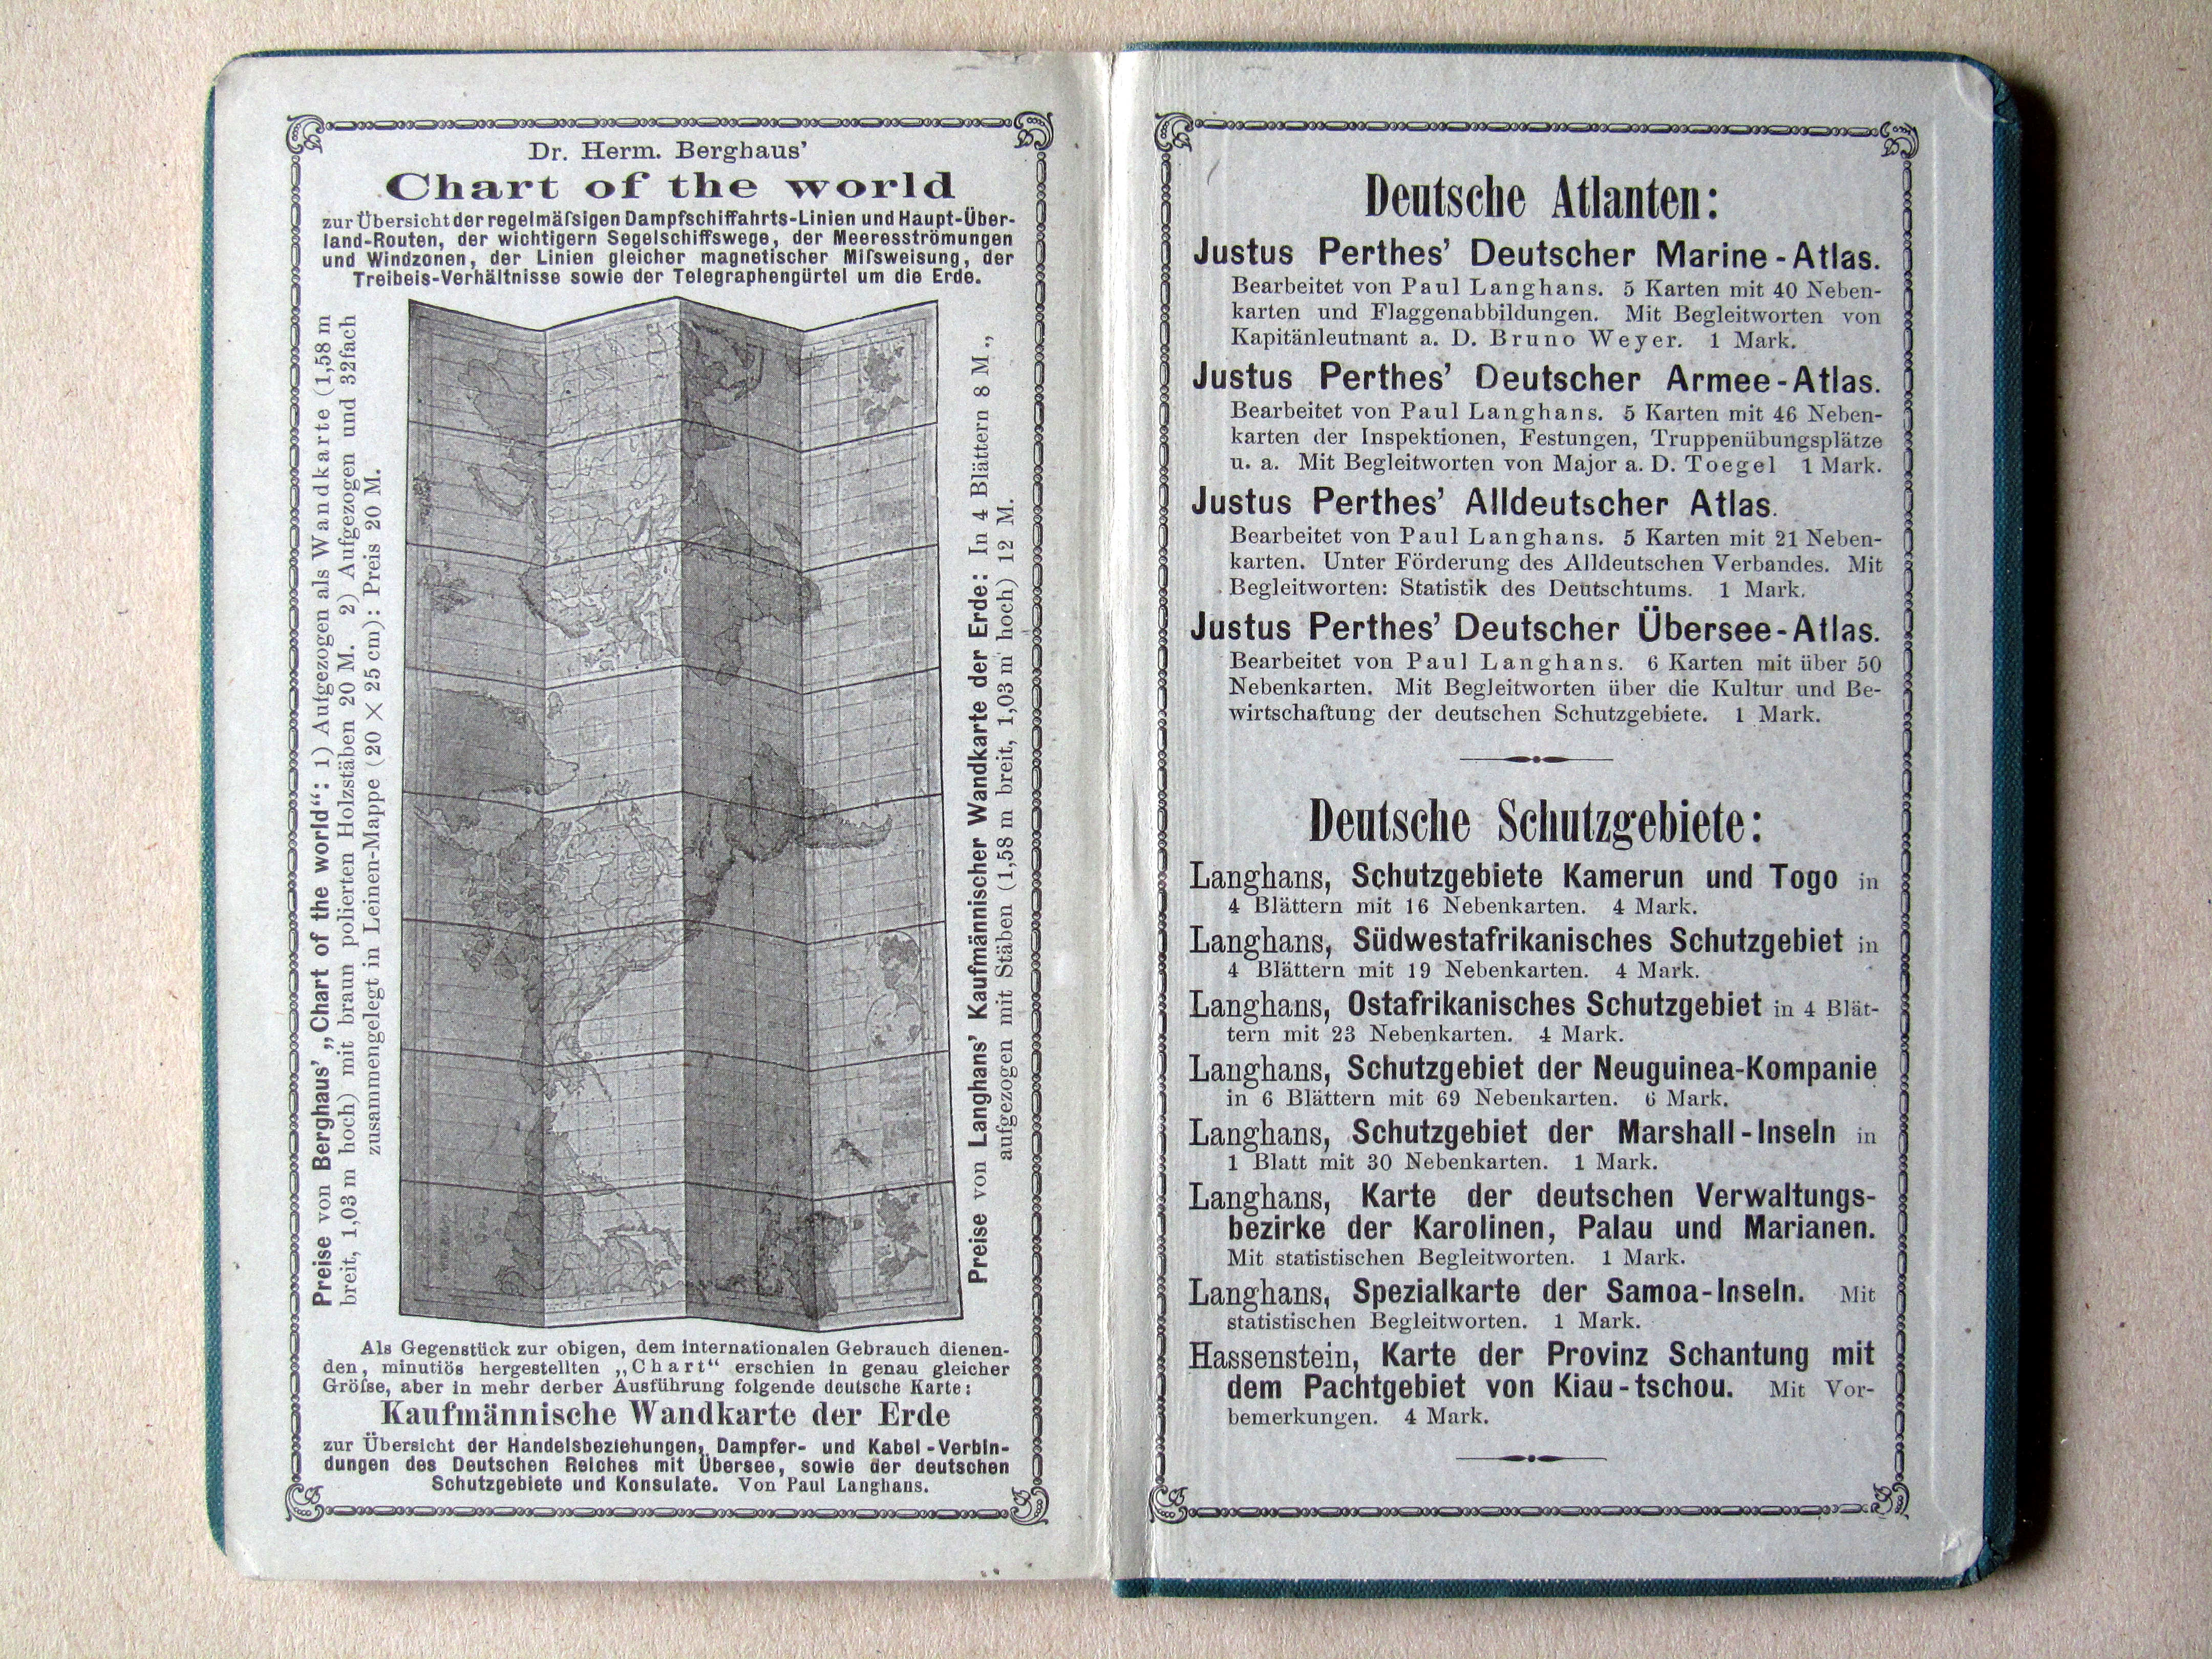 Dr. Herm. Berghaus'
Chart of the world
zur Übersicht der regelmäſsigen Dampfschiffahrts-Linien und Haupt-Über-
land-Routen, der wichtigern Segelschiffswege, der Meeresströmungen
und Windzonen, der Linien gleicher magnetischer Miſsweisung, der
Treibeis-Verhältnisse sowie der Telegraphengürtel um die Erde.
Preise von Berghaus' „Chart of the world“: 1) Aufgezogen als Wandkarte (1,58 m
breit, 1,03 m hoch) mit braun polierten Holzstäben 20 M. 2) Aufgezogen und 32fach
zusammengelegt in Leinen-Mappe (20 × 25 cm): Preis 20 M.
Preise von Langhans' Kaufmännischer Wandkarte der Erde: In 4 Blättern 8 M.,
aufgezogen mit Stäben (1,58 m breit, 1,03 m hoch) 12 M.
Als Gegenstück zur obigen, dem internationalen Gebrauch dienen-
den, minutiös hergestellten „Chart“ erschien in genau gleicher
Gröſse, aber in mehr derber Ausführung folgende deutsche Karte:
Kaufmännische Wandkarte der Erde
zur Übersicht der Handelsbeziehungen, Dampfer- und Kabel-Verbin-
dungen des Deutschen Reiches mit Übersee, sowie der deutschen
Schutzgebiete und Konsulate. Von Paul Langhans.
Deutsche Atlanten:
Justus Perthes' Deutscher Marine-Atlas.
Bearbeitet von Paul Langhans. 5 Karten mit 40 Neben-
karten und Flaggenabbildungen. Mit Begleitworten von
Kapitänleutnant a. D. Bruno Weyer. 1 Mark.
Justus Perthes' Deutscher Armee-Atlas.
Bearbeitet von Paul Langhans. 5 Karten mit 46 Neben-
karten der Inspektionen, Festungen, Truppenübungsplätze
u. a. Mit Begleitworten von Major a. D. Toegel 1 Mark.
Justus Perthes' Alldeutscher Atlas.
Bearbeitet von Paul Langhans. 5 Karten mit 21 Neben-
karten. Unter Förderung des Alldeutschen Verbandes. Mit
Begleitworten: Statistik des Deutschtums. 1 Mark.
Justus Perthes' Deutscher Übersee-Atlas.
Bearbeitet von Paul Langhans. 6 Karten mit über 50
Nebenkarten. Mit Begleitworten über die Kultur und Be-
wirtschaftung der deutschen Schutzgebiete. 1 Mark.
Deutsche Schutzgebiete:
Langhans, Schutzgebiete Kamerun und Togo in
4 Blättern mit 16 Nebenkarten. 4 Mark.
Langhans, Südwestafrikanisches Schutzgebiet in
4 Blättern mit 19 Nebenkarten. 4 Mark.
Langhans, Ostafrikanisches Schutzgebiet in 4 Blät-
tern mit 23 Nebenkarten. 4 Mark.
Langhans, Schutzgebiet der Neuguinea-Kompanie
in 6 Blättern mit 69 Nebenkarten. 6 Mark.
Langhans, Schutzgebiet der Marshall-Inseln in
1 Blatt mit 30 Nebenkarten. 1 Mark.
Langhans, Karte der deutschen Verwaltungs-
bezirke der Karolinen, Palau und Marianen.
Mit statistischen Begleitworten. 1 Mark.
Langhans, Spezialkarte der Samoa-Inseln. Mit
statistischen Begleitworten. 1 Mark.
Hassenstein, Karte der Provinz Schantung mit
dem Pachtgebiet von Kiau-tschou. Mit Vor-
bemerkungen. 4 Mark.